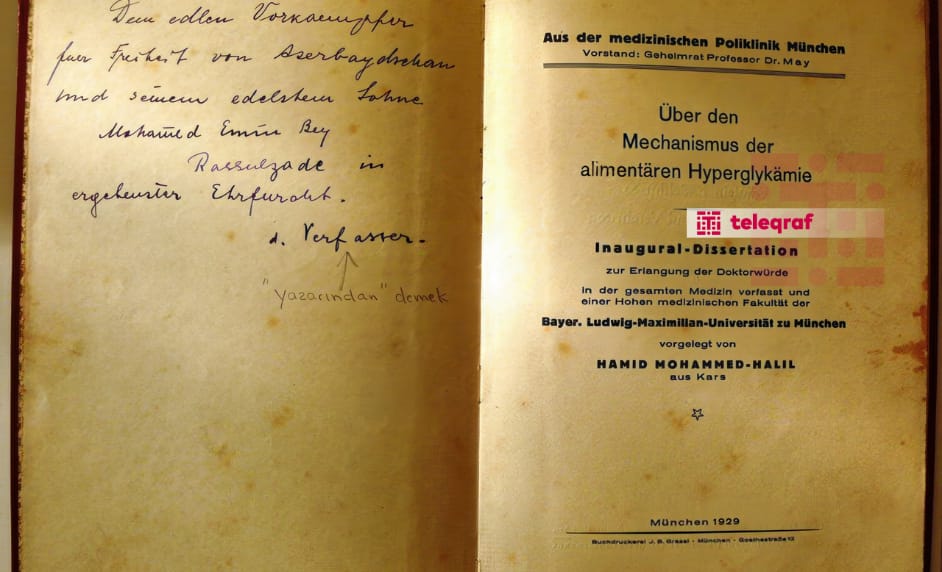 Dem edlen Vorkaempfer
fuer Freiheit von Aserbaydschan
und seinem edelstem Sohne
Mohamed Emin Bey
Rassulzade in
ergebenster Ehrfurcht.
d. Verfasser.
"Yazarından" demek
Aus der medizinischen Poliklinik München
Vorstand: Geheimrat Professor Dr. May
Über den
Mechanismus der
alimentären Hyperglykämie
teleqraf
Inaugural-Dissertation
zur Erlangung der Doktorwürde
in der gesamten Medizin verfasst und
einer Hohen medizinischen Fakultät der
Bayer. Ludwig-Maximilian-Universität zu München
vorgelegt von
HAMID MOHAMMED-HALIL
aus Kars
München 1929
Buchdruckerei J. B. Grassl - München - Goethestraße